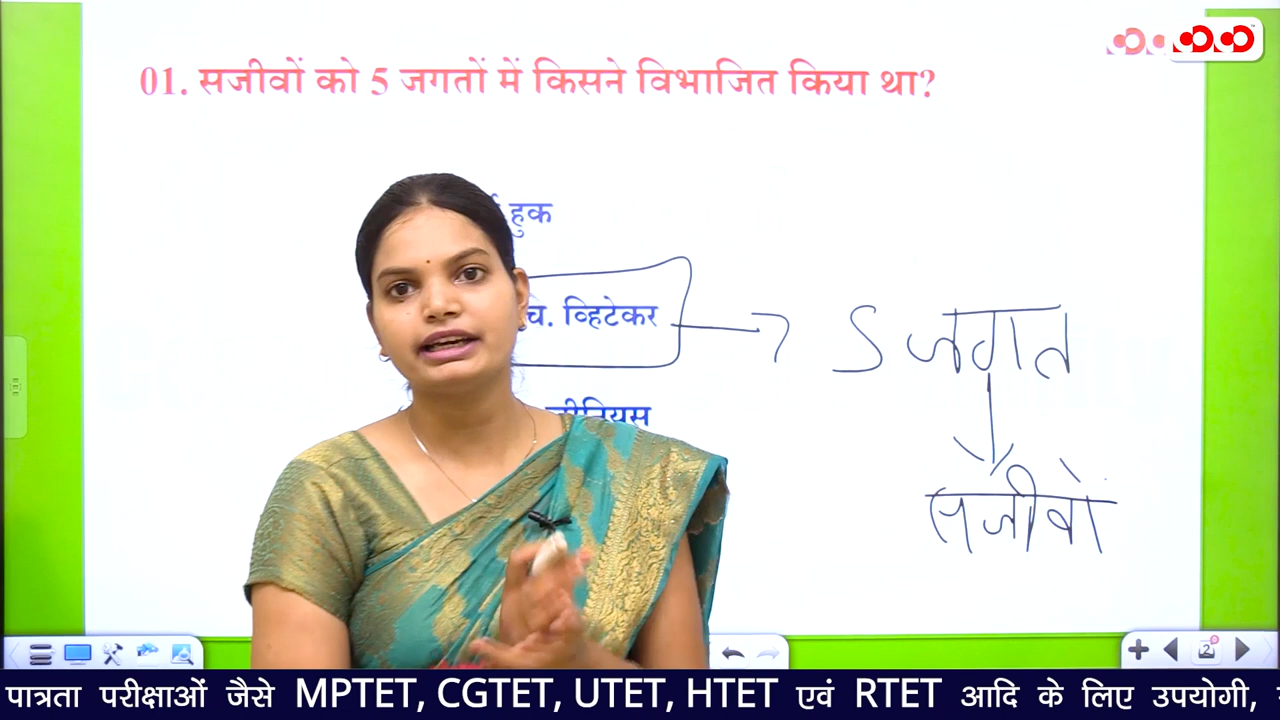 01. सजीवों को 5 जगतों में किसने विभाजित किया था?
हुक
च. व्हिटेकर
5 जगत
सजीवों
पात्रता परीक्षाओं जैसे MPTET, CGTET, UTET, HTET एवं RTET आदि के लिए उपयोगी,
2